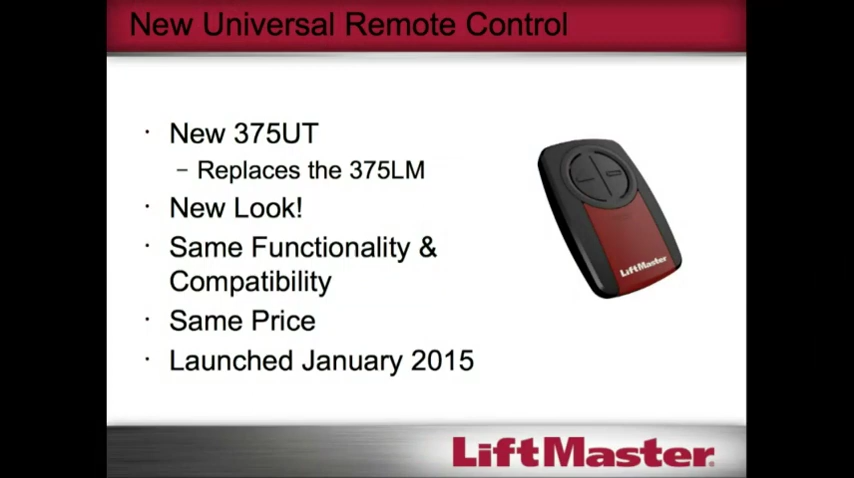 New Universal Remote Control
· New 375UT
– Replaces the 375LM
· New Look!
· Same Functionality &
Compatibility
· Same Price
· Launched January 2015
LiftMaster
LiftMaster